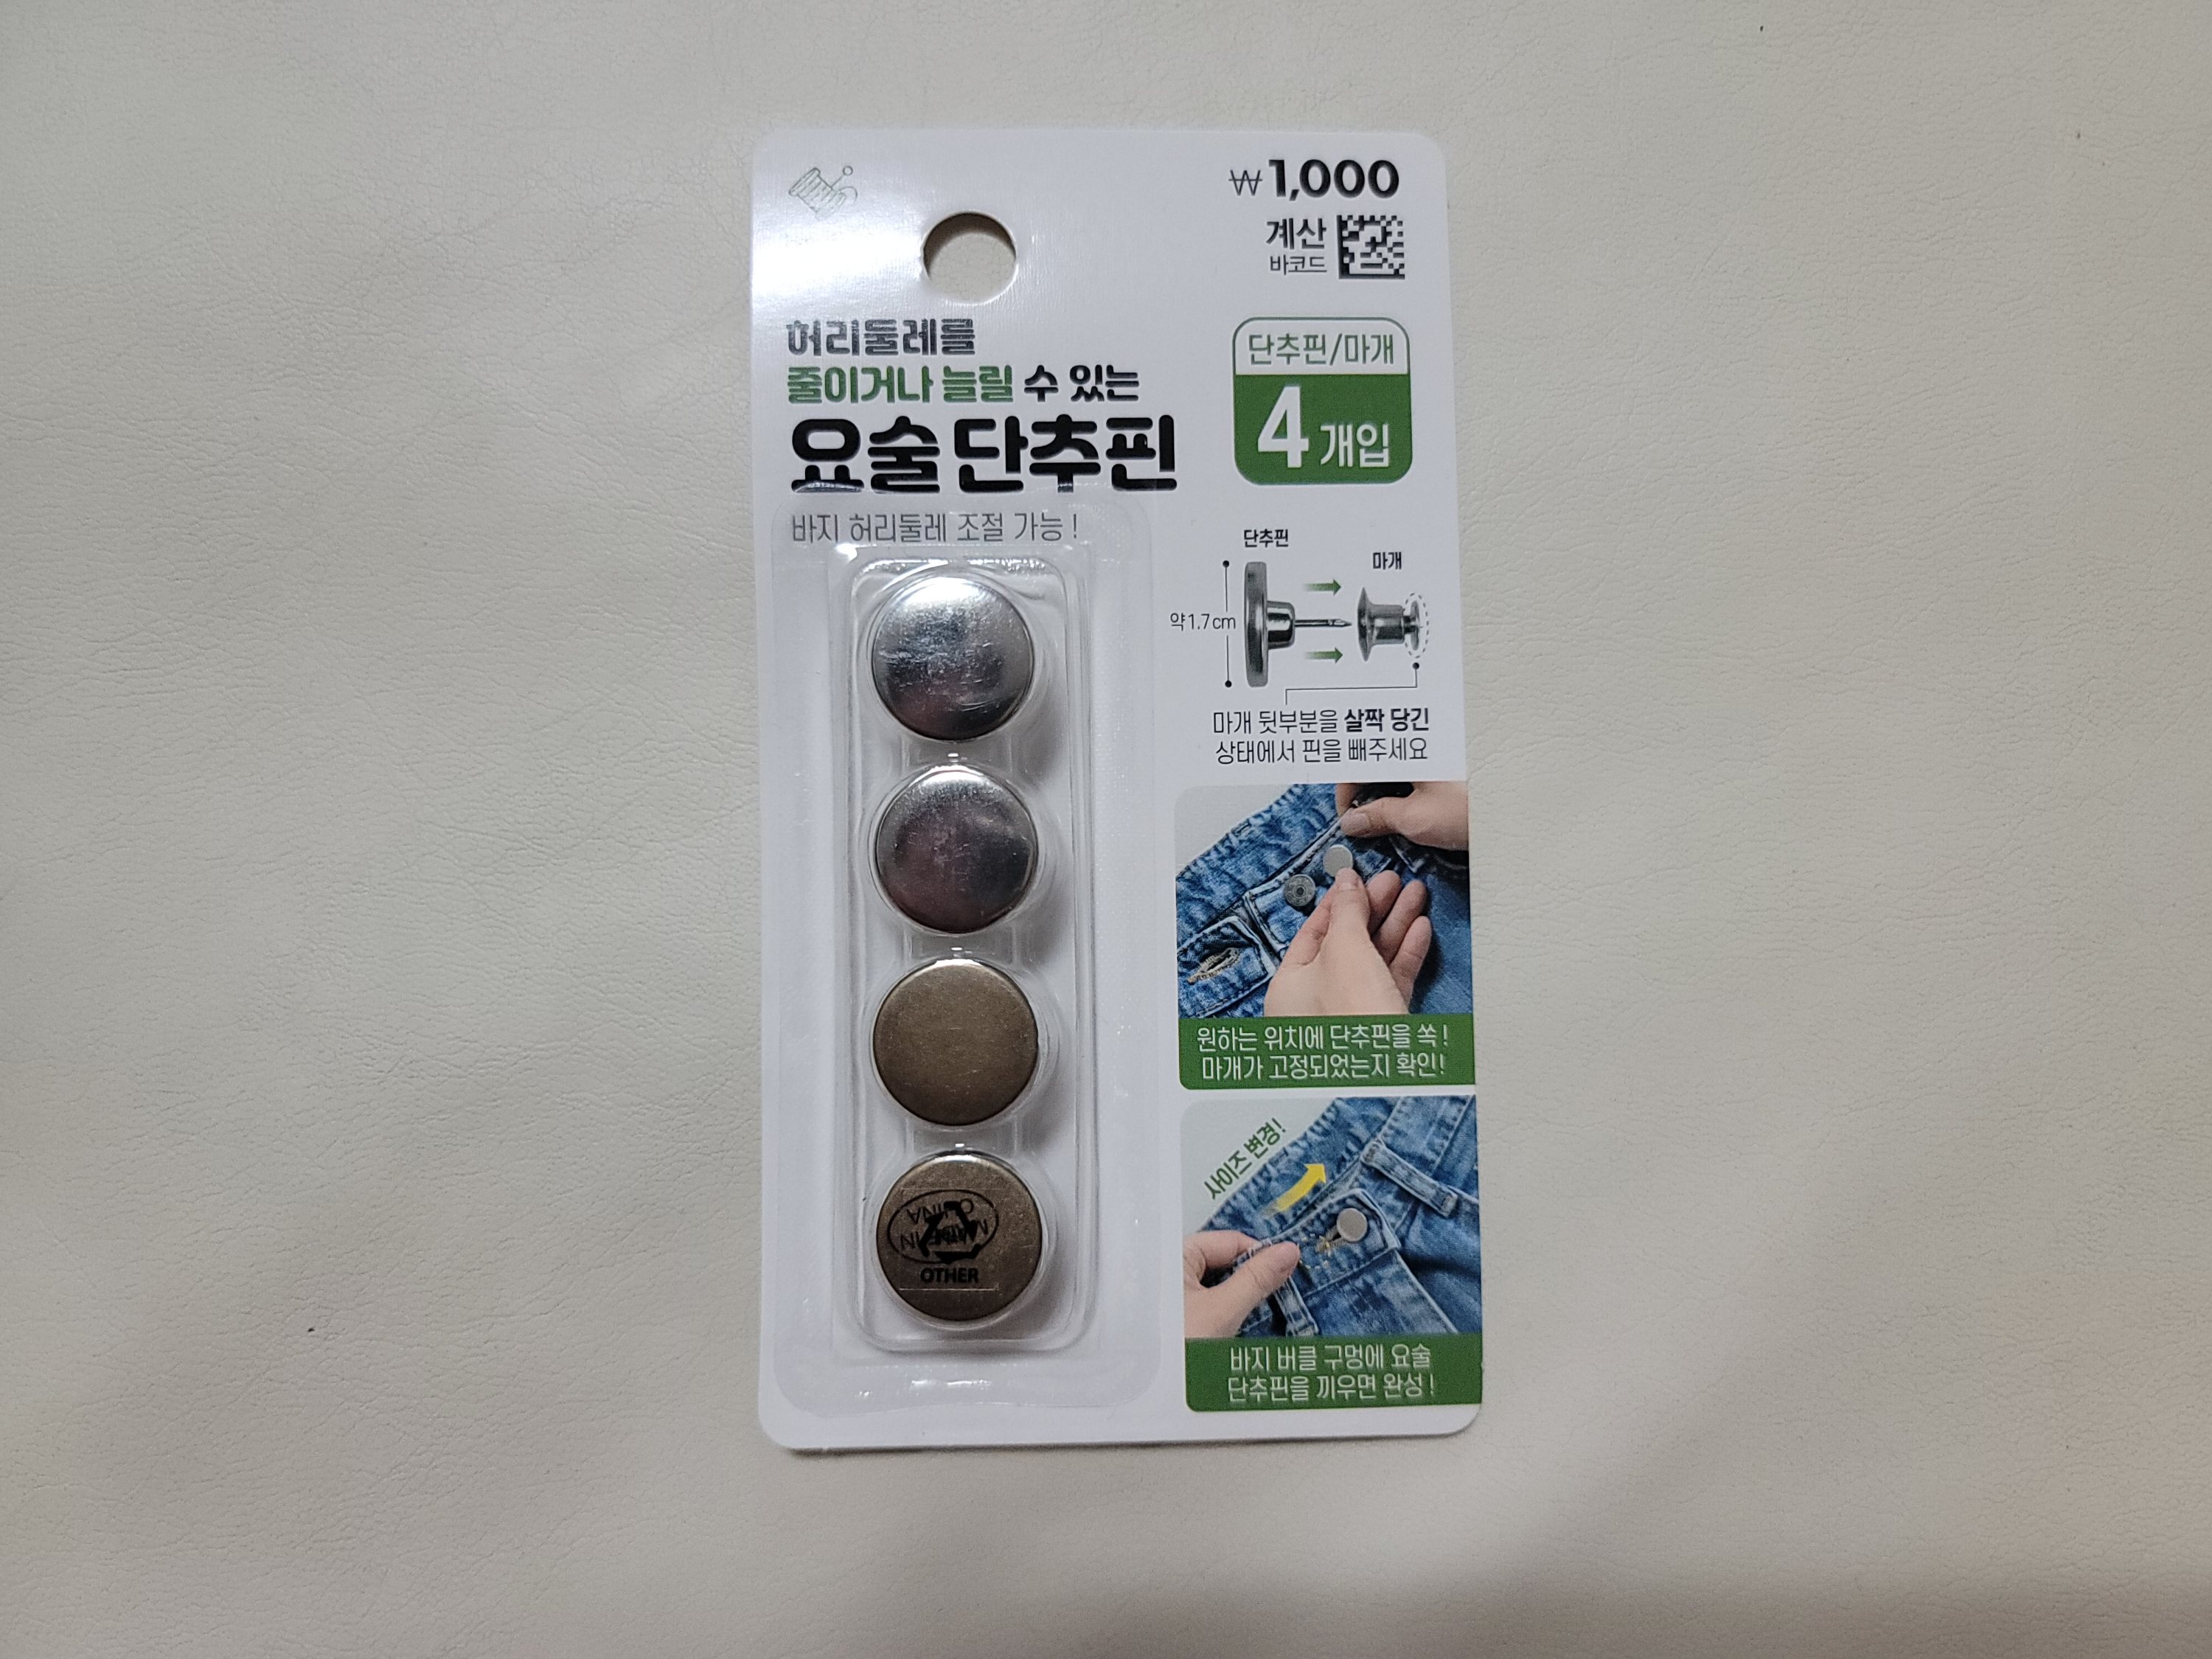 ₩1,000
계산
바코드
허리둘레를
줄이거나 늘릴 수 있는
요술 단추핀
바지 허리둘레 조절 가능!
단추핀/마개
4개입
단추핀
마개
약1.7cm
마개 뒷부분을 살짝 당긴
상태에서 핀을 빼주세요
원하는 위치에 단추핀을 쏙!
마개가 고정되었는지 확인!
사이즈 변경!
바지 버클 구멍에 요술
단추핀을 끼우면 완성!
MADE IN
CHINA
OTHER